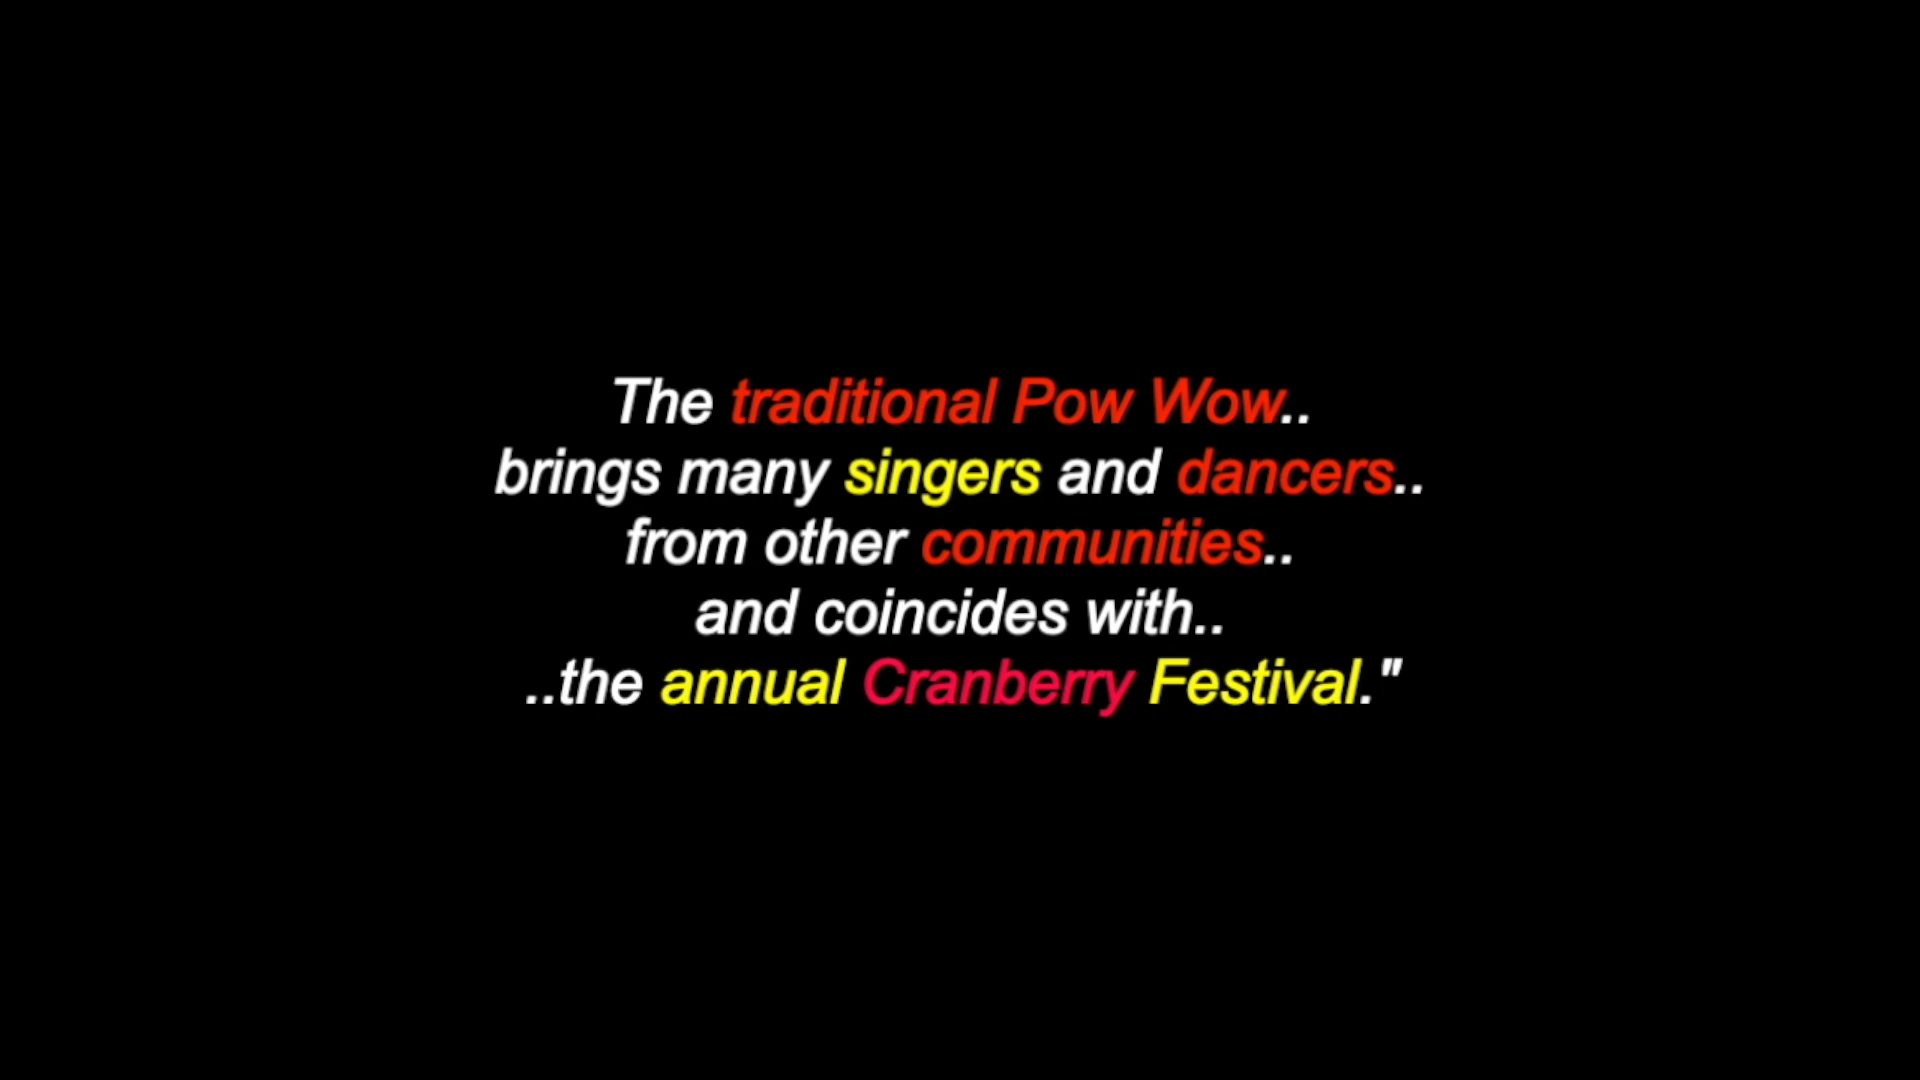 The traditional Pow Wow..
brings many singers and dancers..
from other communities..
and coincides with..
..the annual Cranberry Festival."